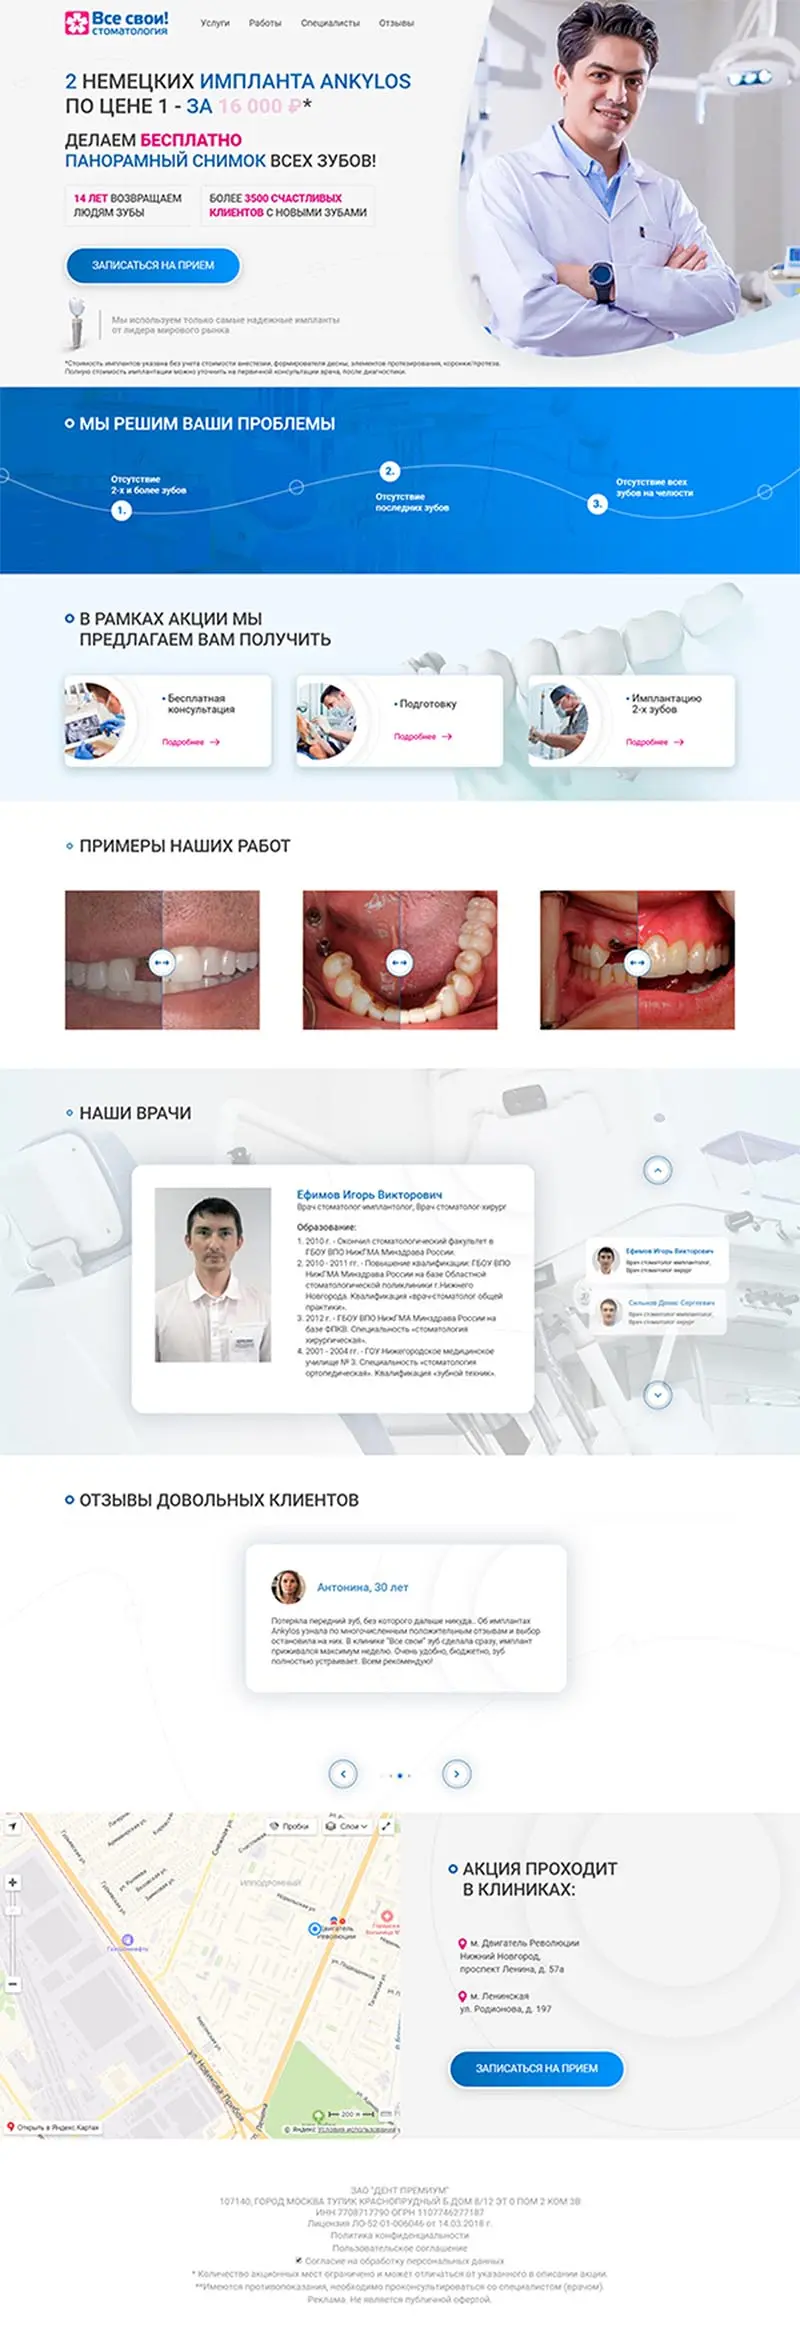 Все свои!
стоматология
Услуги Работы Специалисты Отзывы
2 НЕМЕЦКИХ ИМПЛАНТА ANKYLOS
ПО ЦЕНЕ 1 - ЗА 16 000 ₽*
ДЕЛАЕМ БЕСПЛАТНО
ПАНОРАМНЫЙ СНИМОК ВСЕХ ЗУБОВ!
14 ЛЕТ ВОЗВРАЩАЕМ
ЛЮДЯМ ЗУБЫ
БОЛЕЕ 3500 СЧАСТЛИВЫХ
КЛИЕНТОВ С НОВЫМИ ЗУБАМИ
ЗАПИСАТЬСЯ НА ПРИЕМ
Мы используем только самые надежные импланты
от лидера мирового рынка
*Стоимость имплантов указана без учета стоимости анестезии, формирователя десны, элементов протезирования, коронки/протеза.
Полную стоимость имплантации можно уточнить на первичной консультации врача, после диагностики.
МЫ РЕШИМ ВАШИ ПРОБЛЕМЫ
Отсутствие
2-х и более зубов
1.
2.
Отсутствие
последних зубов
Отсутствие всех
зубов на челюсти
3.
В РАМКАХ АКЦИИ МЫ
ПРЕДЛАГАЕМ ВАМ ПОЛУЧИТЬ
• Бесплатная
консультация
Подробнее →
• Подготовку
Подробнее →
• Имплантацию
2-х зубов
Подробнее →
ПРИМЕРЫ НАШИХ РАБОТ
НАШИ ВРАЧИ
Ефимов Игорь Викторович
Врач стоматолог-имплантолог, Врач стоматолог-хирург
Образование:
1. 2010 г. - Окончил стоматологический факультет в
ГБОУ ВПО НижГМА Минздрава России.
2. 2010 - 2011 гг. - Повышение квалификации: ГБОУ ВПО
НижГМА Минздрава России на базе Областной
стоматологической поликлиники г.Нижнего
Новгорода. Квалификация «врач-стоматолог общей
практики».
3. 2012 г. - ГБОУ ВПО НижГМА Минздрава России на
базе ФПКВ. Специальность «стоматология
хирургическая».
4. 2001 - 2004 гг. - ГОУ Нижегородское медицинское
училище № 3. Специальность «стоматология
ортопедическая». Квалификация «зубной техник».
Ефимов Игорь Викторович
Врач стоматолог-имплантолог,
Врач стоматолог-хирург
Сильнов Денис Сергеевич
Врач стоматолог-имплантолог,
Врач стоматолог-хирург
ОТЗЫВЫ ДОВОЛЬНЫХ КЛИЕНТОВ
Антонина, 30 лет
Потеряла передний зуб, без которого дальше никуда... Об имплантах
Ankylos узнала по многочисленным положительным отзывам и выбор
остановила на них. В клинике "Все свои" зуб сделала сразу, имплант
приживался максимум неделю. Очень удобно, бюджетно, зуб
полностью устраивает. Всем рекомендую!
Пробки
Слои
ИППОДРОМНЫЙ
Двигатель
Революции
ул. Новикова-Прибоя
200 м
Открыть в Яндекс.Картах
© Яндекс Условия использования
АКЦИЯ ПРОХОДИТ
В КЛИНИКАХ:
м. Двигатель Революции
Нижний Новгород,
проспект Ленина, д. 57а
м. Ленинская
ул. Родионова, д. 197
ЗАПИСАТЬСЯ НА ПРИЕМ
ЗАО "ДЕНТ ПРЕМИУМ"
107140, ГОРОД МОСКВА ТУПИК КРАСНОПРУДНЫЙ Б.ДОМ 8/12 ЭТ 0 ПОМ 2 КОМ 3В
ИНН 7708717790 ОГРН 1107746277187
Лицензия ЛО-52-01-006046 от 14.03.2018 г.
Политика конфиденциальности
Пользовательское соглашение
Согласие на обработку персональных данных
* Количество акционных мест ограничено и может отличаться от указанного в описании акции.
**Имеются противопоказания, необходимо проконсультироваться со специалистом (врачом).
Реклама. Не является публичной офертой.